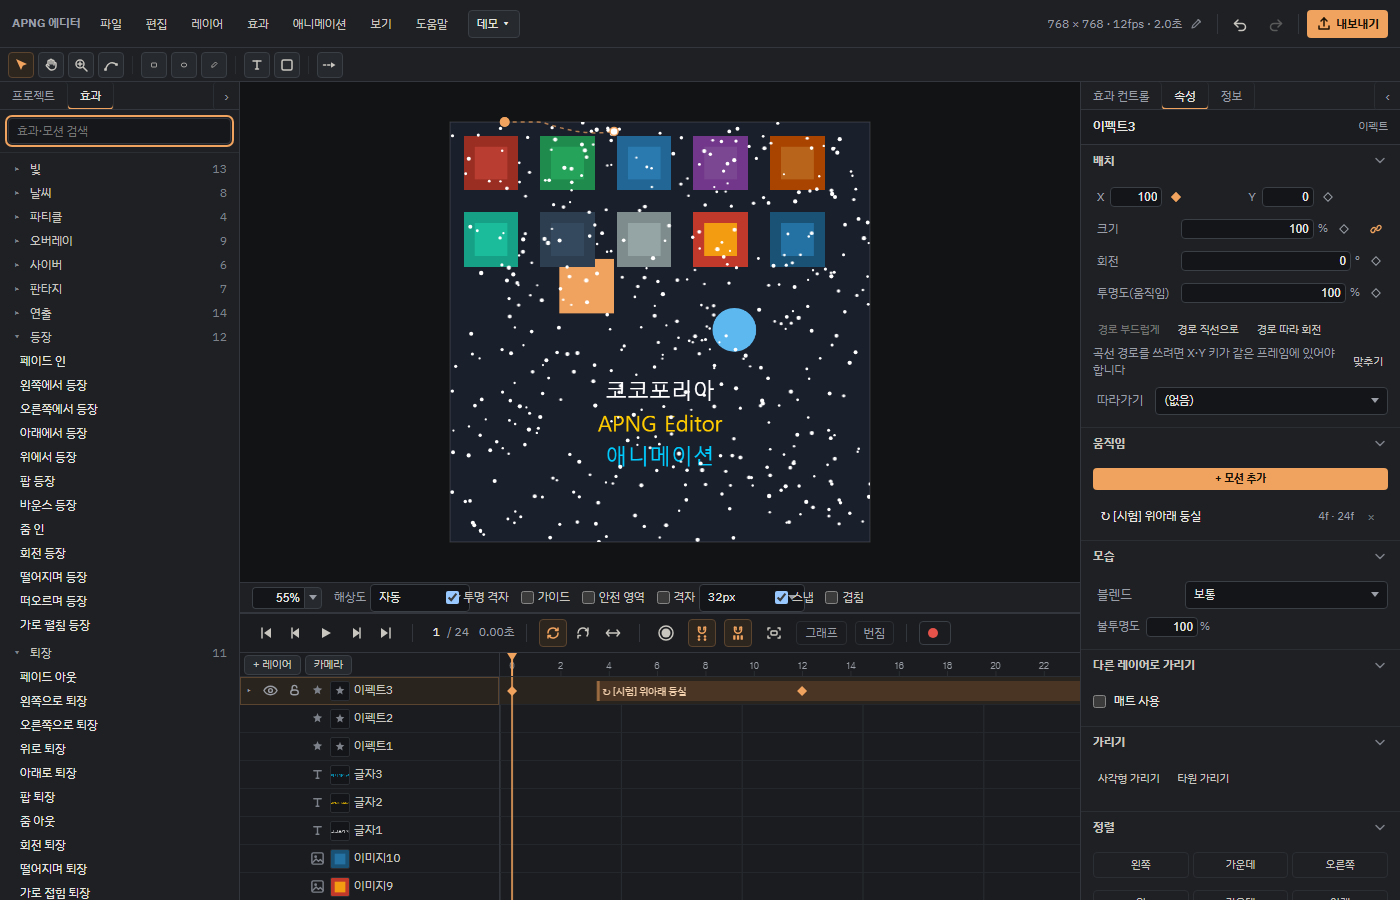 APNG 에디터 파일 편집 레이어 효과 애니메이션 보기 도움말 데모 768 × 768 · 12fps · 2.0초 내보내기
프로젝트 효과
효과·모션 검색
빛 13
날씨 8
파티클 4
오버레이 9
사이버 6
판타지 7
연출 14
등장 12
페이드 인
왼쪽에서 등장
오른쪽에서 등장
아래에서 등장
위에서 등장
팝 등장
바운스 등장
줌 인
회전 등장
떨어지며 등장
떠오르며 등장
가로 펼침 등장
퇴장 11
페이드 아웃
왼쪽으로 퇴장
오른쪽으로 퇴장
위로 퇴장
아래로 퇴장
팝 퇴장
줌 아웃
회전 퇴장
떨어지며 퇴장
가로 접힘 퇴장
코코포리아
APNG Editor
애니메이션
55% 해상도 자동 투명 격자 가이드 안전 영역 격자 32px 스냅 겹침
1 / 24 0.00초 그래프 번짐
+ 레이어 카메라 0 2 4 6 8 10 12 14 16 18 20 22
이펙트3 [시험] 위아래 둥실
이펙트2
이펙트1
글자3
글자2
글자1
이미지10
이미지9
효과 컨트롤 속성 정보
이펙트3 이펙트
배치
X 100 Y 0
크기 100 %
회전 0 °
투명도(움직임) 100 %
경로 부드럽게 경로 직선으로 경로 따라 회전
곡선 경로를 쓰려면 X·Y 키가 같은 프레임에 있어야
합니다 맞추기
따라가기 (없음)
움직임
+ 모션 추가
↻ [시험] 위아래 둥실 4f · 24f ×
모습
블렌드 보통
불투명도 100 %
다른 레이어로 가리기
매트 사용
가리기
사각형 가리기 타원 가리기
정렬
왼쪽 가운데 오른쪽